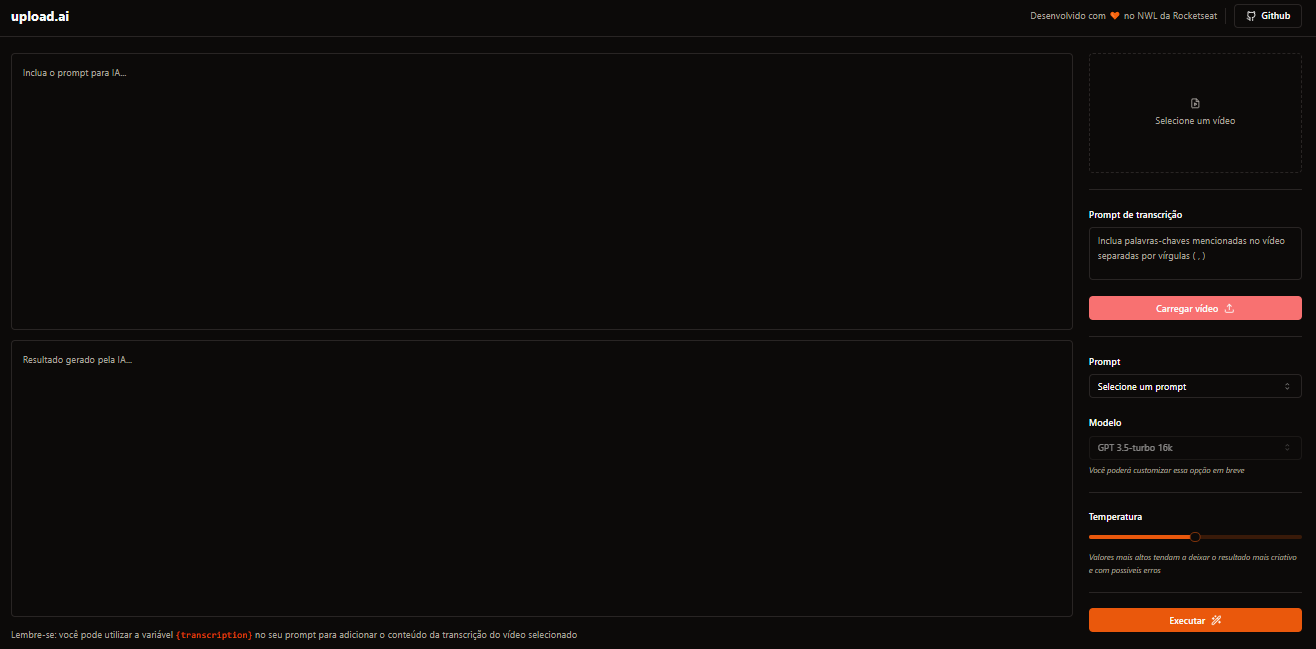 upload.ai
Desenvolvido com 🧡 no NWL da Rocketseat
Github
Inclua o prompt para IA...
Resultado gerado pela IA...
Lembre-se: você pode utilizar a variável {transcription} no seu prompt para adicionar o conteúdo da transcrição do vídeo selecionado
Selecione um vídeo
Prompt de transcrição
Inclua palavras-chaves mencionadas no vídeo
separadas por vírgulas ( , )
Carregar vídeo
Prompt
Selecione um prompt
Modelo
GPT 3.5-turbo 16k
Você poderá customizar essa opção em breve
Temperatura
Valores mais altos tendam a deixar o resultado mais criativo
e com possíveis erros
Executar